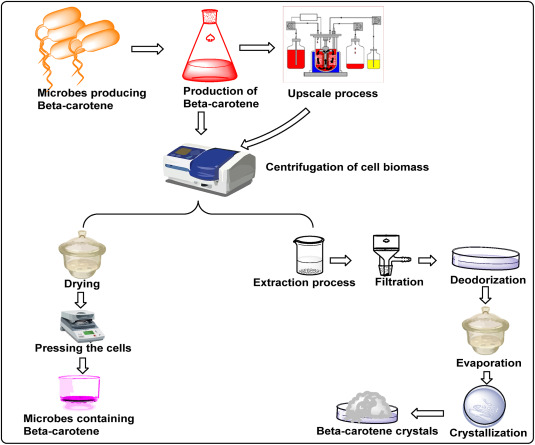 Microbes producing
Beta-carotene
Production of
Beta-carotene
Upscale process
Centrifugation of cell biomass
Drying
Extraction process
Filtration
Deodorization
Pressing the cells
Evaporation
Microbes containing
Beta-carotene
Beta-carotene crystals
Crystallization